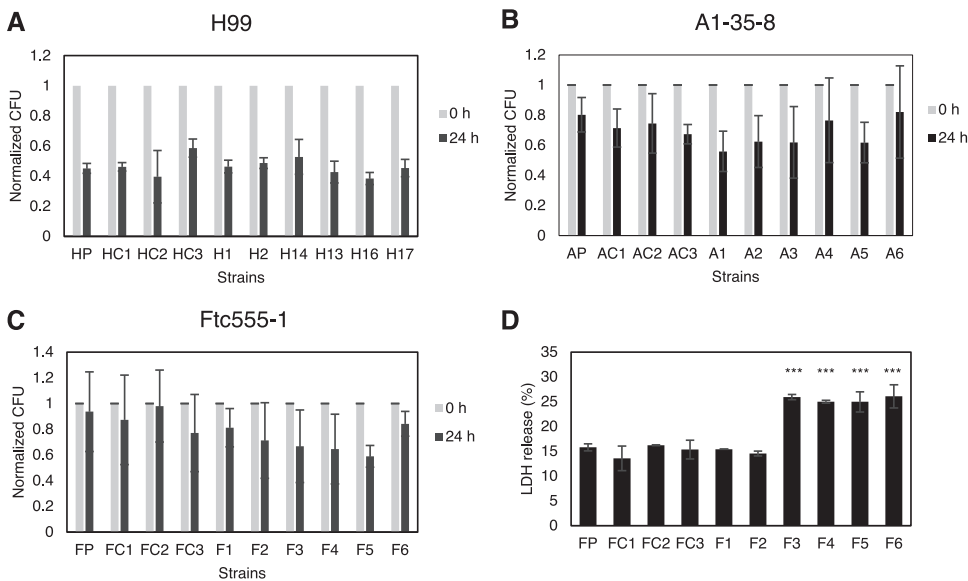 A
H99
1.2
1
0.8
0.6
0.4
0.2
0
Normalized CFU
HP HC1 HC2 HC3 H1 H2 H14 H13 H16 H17
Strains
0 h
24 h
B
A1-35-8
1.2
1
0.8
0.6
0.4
0.2
0
Normalized CFU
AP AC1 AC2 AC3 A1 A2 A3 A4 A5 A6
Strains
0 h
24 h
C
Ftc555-1
1.4
1.2
1
0.8
0.6
0.4
0.2
0
Normalized CFU
FP FC1 FC2 FC3 F1 F2 F3 F4 F5 F6
Strains
0 h
24 h
D
35
30
25
20
15
10
5
0
LDH release (%)
*** *** *** ***
FP FC1 FC2 FC3 F1 F2 F3 F4 F5 F6